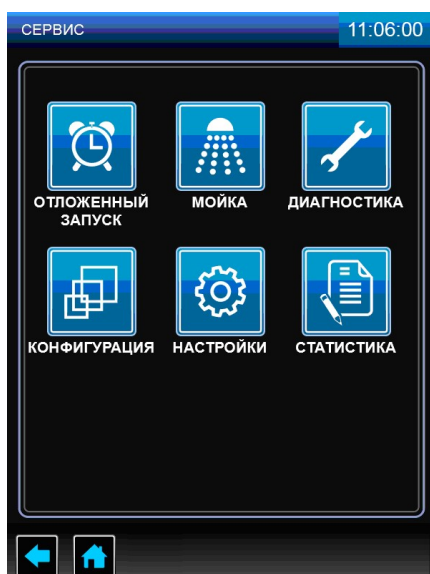 СЕРВИС 11:06:00
ОТЛОЖЕННЫЙ
ЗАПУСК
МОЙКА
ДИАГНОСТИКА
КОНФИГУРАЦИЯ
НАСТРОЙКИ
СТАТИСТИКА